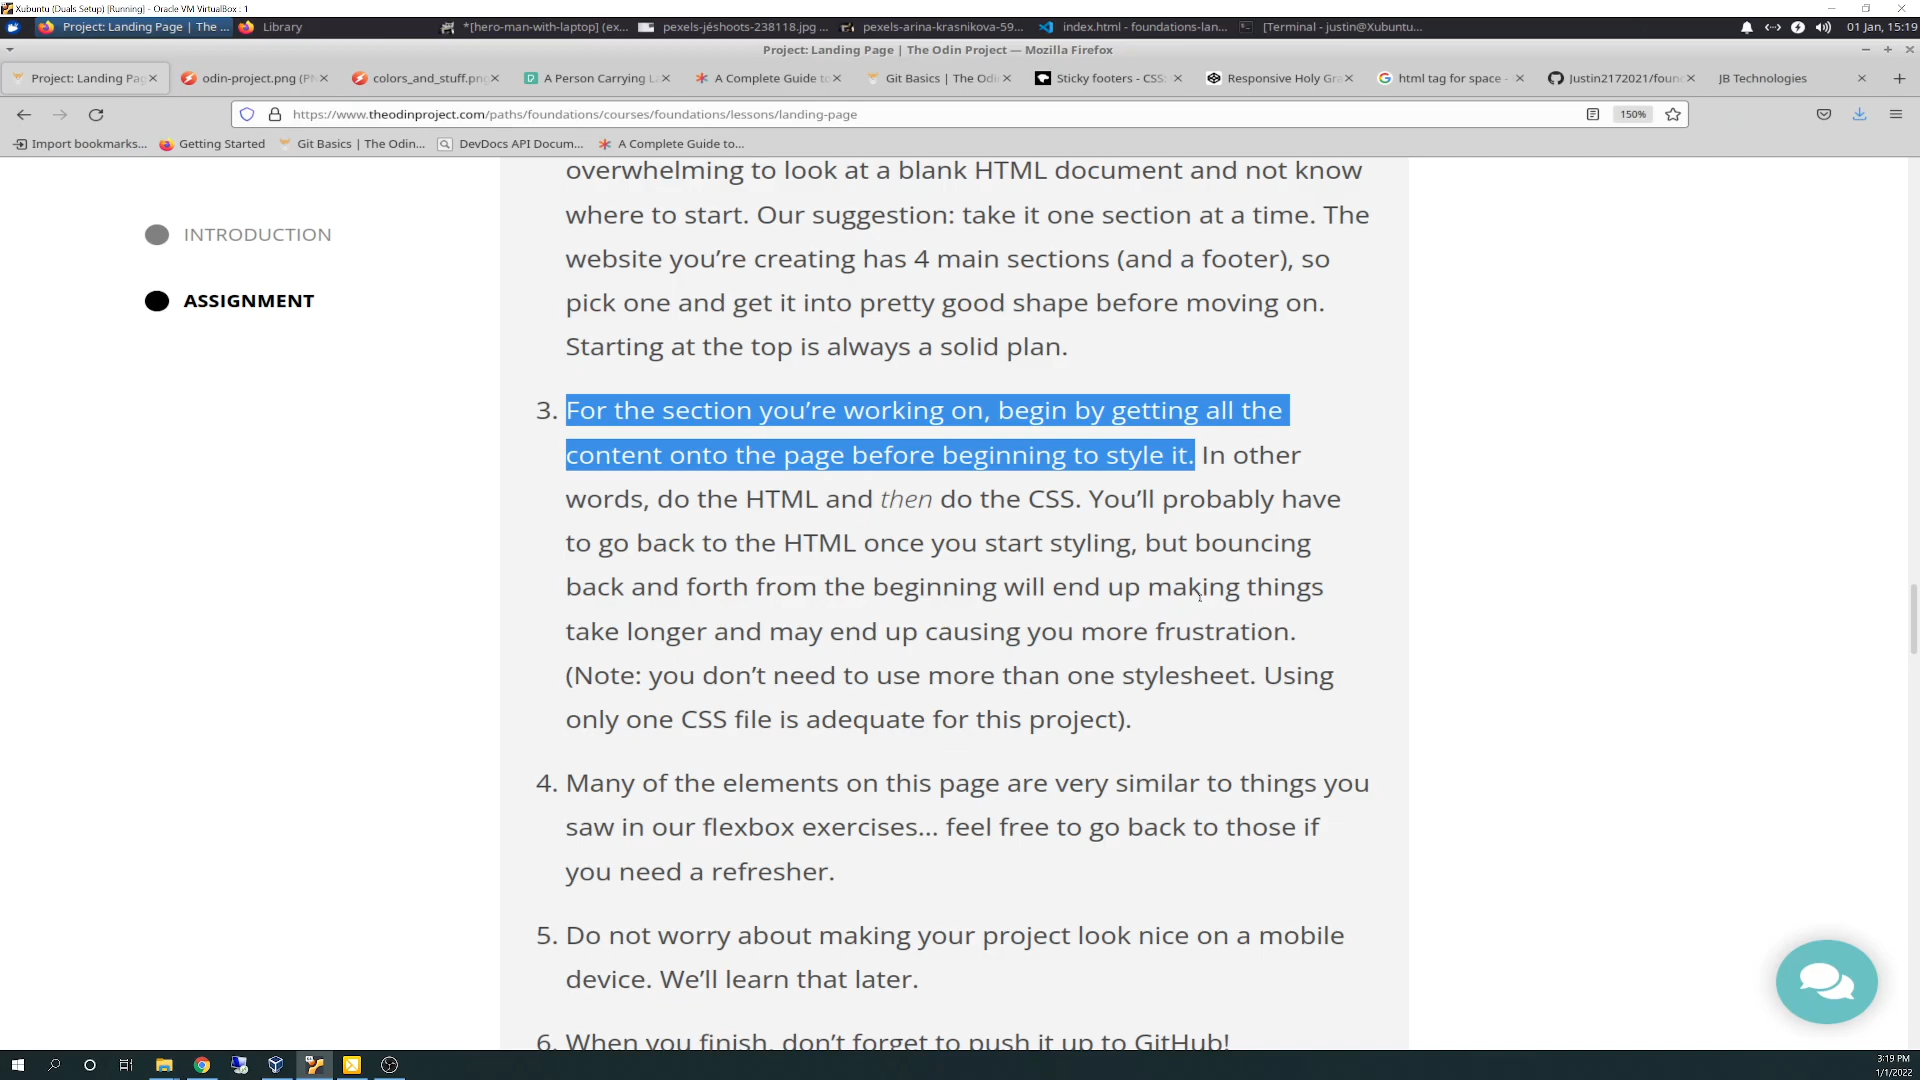 Xubuntu (Duals Setup) [Running] - Oracle VM VirtualBox : 1
Project: Landing Page | The ...
Library
*[hero-man-with-laptop] (ex...
pexels-jéshoots-238118.jpg ...
pexels-arina-krasnikova-59...
index.html - foundations-lan...
[Terminal - justin@Xubuntu...
01 Jan, 15:19
Project: Landing Page | The Odin Project — Mozilla Firefox
Project: Landing Pag
odin-project.png (PN
colors_and_stuff.png
A Person Carrying L
A Complete Guide to
Git Basics | The Odin
Sticky footers - CSS:
Responsive Holy Gra
html tag for space -
Justin2172021/foun
JB Technologies
https://www.theodinproject.com/paths/foundations/courses/foundations/lessons/landing-page
150%
Import bookmarks...
Getting Started
Git Basics | The Odin...
DevDocs API Docum...
A Complete Guide to...
INTRODUCTION
ASSIGNMENT
overwhelming to look at a blank HTML document and not know
where to start. Our suggestion: take it one section at a time. The
website you’re creating has 4 main sections (and a footer), so
pick one and get it into pretty good shape before moving on.
Starting at the top is always a solid plan.
3. For the section you’re working on, begin by getting all the
content onto the page before beginning to style it. In other
words, do the HTML and then do the CSS. You’ll probably have
to go back to the HTML once you start styling, but bouncing
back and forth from the beginning will end up making things
take longer and may end up causing you more frustration.
(Note: you don’t need to use more than one stylesheet. Using
only one CSS file is adequate for this project).
4. Many of the elements on this page are very similar to things you
saw in our flexbox exercises… feel free to go back to those if
you need a refresher.
5. Do not worry about making your project look nice on a mobile
device. We’ll learn that later.
6. When you finish, don’t forget to push it up to GitHub!
3:19 PM
1/1/2022